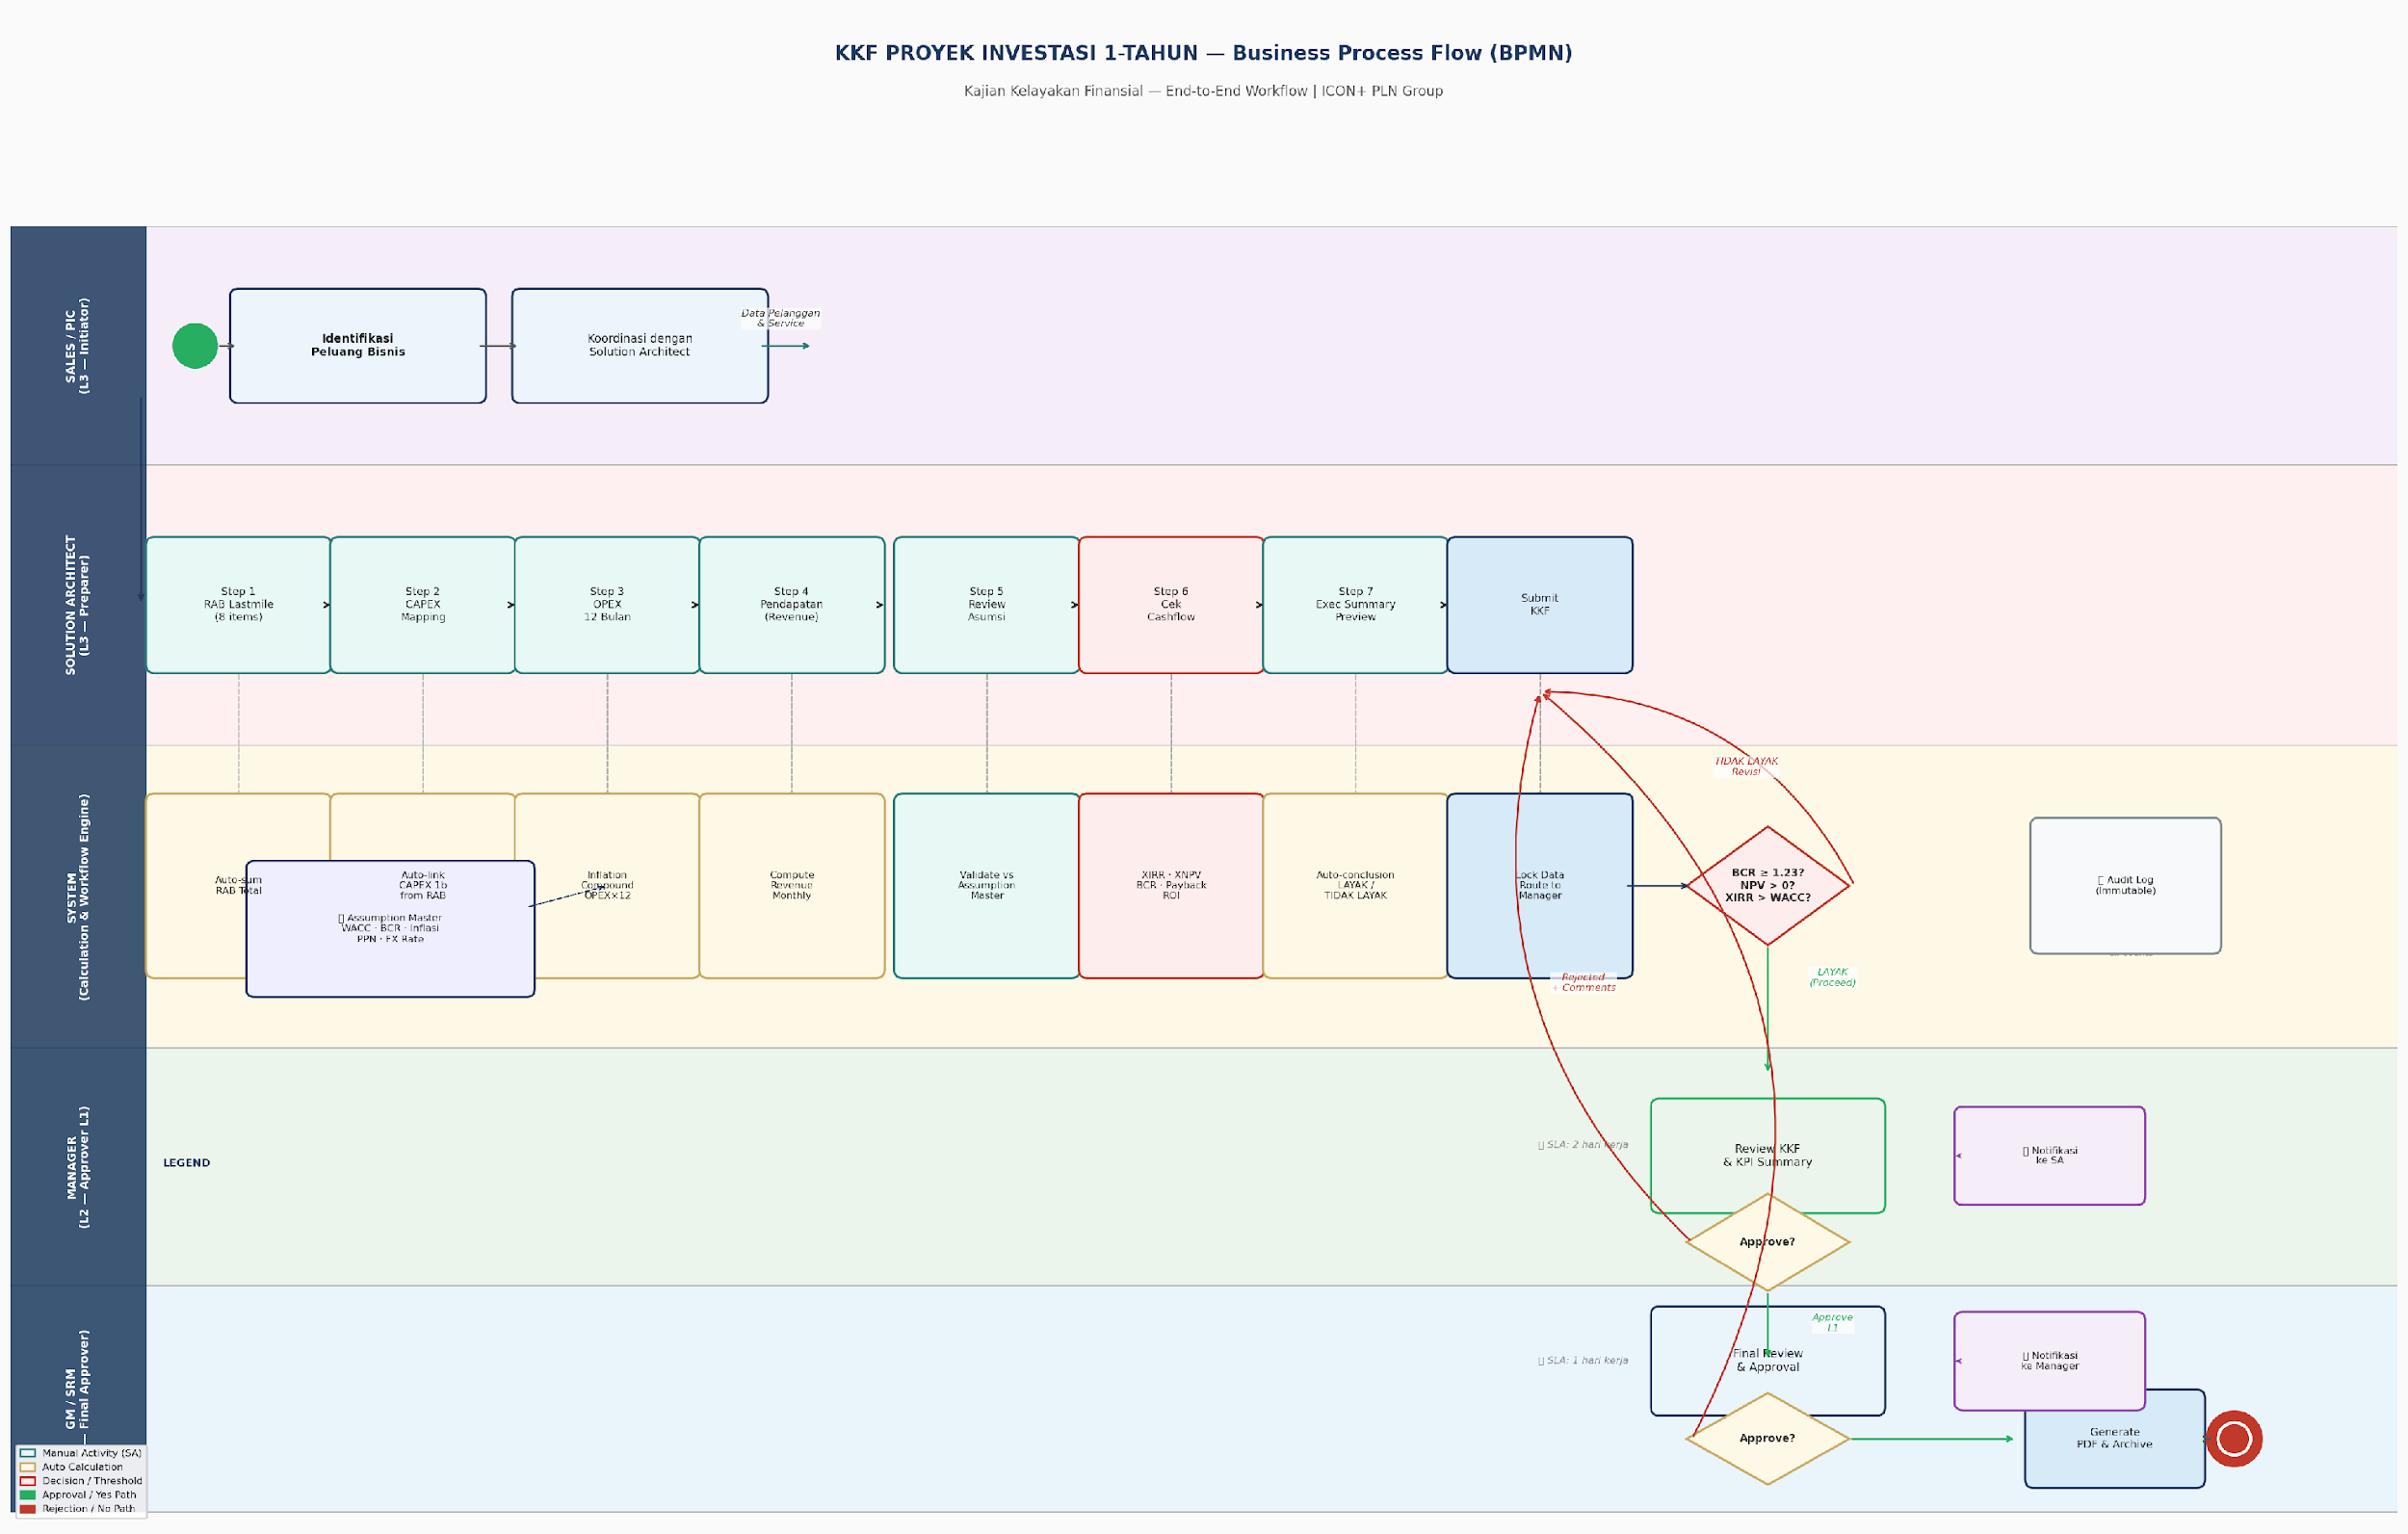 KKF PROYEK INVESTASI 1-TAHUN — Business Process Flow (BPMN)
Kajian Kelayakan Finansial — End-to-End Workflow | ICON+ PLN Group
SALES / PIC
(L3 — Initiator)
Identifikasi
Peluang Bisnis
Koordinasi dengan
Solution Architect
Data Pelanggan
& Service
SOLUTION ARCHITECT
(L3 — Preparer)
Step 1
RAB Lastmile
(8 items)
Step 2
CAPEX
Mapping
Step 3
OPEX
12 Bulan
Step 4
Pendapatan
(Revenue)
Step 5
Review
Asumsi
Step 6
Cek
Cashflow
Step 7
Exec Summary
Preview
Submit
KKF
TIDAK LAYAK
Revisi
SYSTEM
(Calculation & Workflow Engine)
Auto-sum
RAB Total
Auto-link
CAPEX 1b
from RAB
Assumption Master
WACC · BCR · Inflasi
PPN · FX Rate
Inflation
Compound
OPEX×12
Compute
Revenue
Monthly
Validate vs
Assumption
Master
XIRR · XNPV
BCR · Payback
ROI
Auto-conclusion
LAYAK /
TIDAK LAYAK
Lock Data
Route to
Manager
BCR ≥ 1.23?
NPV > 0?
XIRR > WACC?
Audit Log
(Immutable)
Rejected
+ Comments
LAYAK
(Proceed)
MANAGER
(L2 — Approver L1)
LEGEND
SLA: 2 hari kerja
Review KKF
& KPI Summary
Notifikasi
ke SA
Approve?
GM / SRM
— Final Approver)
Approve
L1
SLA: 1 hari kerja
Final Review
& Approval
Notifikasi
ke Manager
Approve?
Generate
PDF & Archive
Manual Activity (SA)
Auto Calculation
Decision / Threshold
Approval / Yes Path
Rejection / No Path